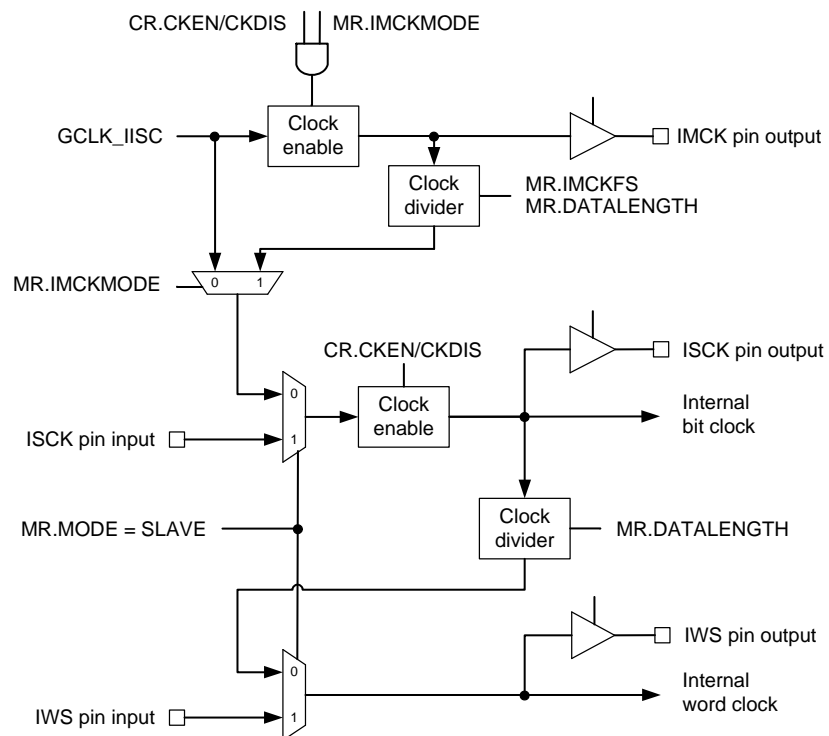 CR.CKEN/CKDIS MR.IMCKMODE
GCLK_IISC
Clock
enable
IMCK pin output
Clock
divider
MR.IMCKFS
MR.DATALENGTH
MR.IMCKMODE
0 1
CR.CKEN/CKDIS
ISCK pin output
0
Clock
enable
Internal
bit clock
ISCK pin input
1
MR.MODE = SLAVE
Clock
divider
MR.DATALENGTH
IWS pin output
0
Internal
word clock
IWS pin input
1